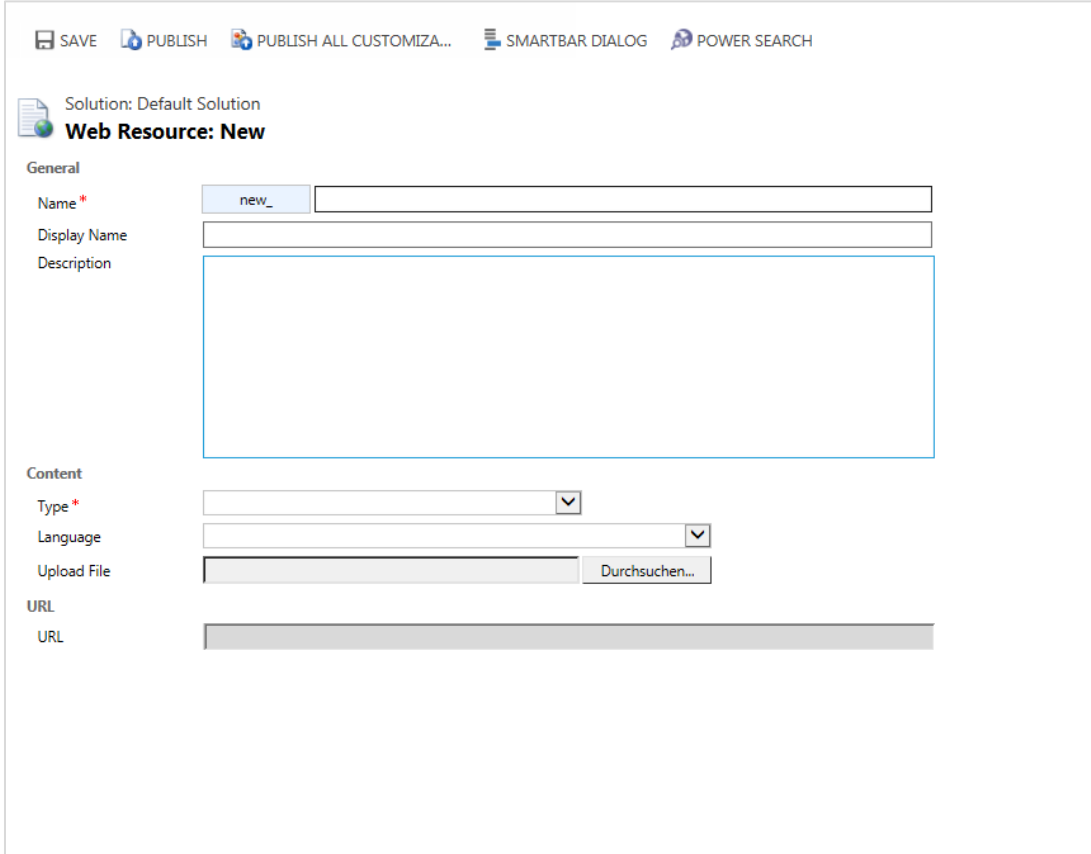 SAVE PUBLISH PUBLISH ALL CUSTOMIZA... SMARTBAR DIALOG POWER SEARCH
Solution: Default Solution
Web Resource: New
General
Name* new_
Display Name
Description
Content
Type*
Language
Upload File Durchsuchen...
URL
URL